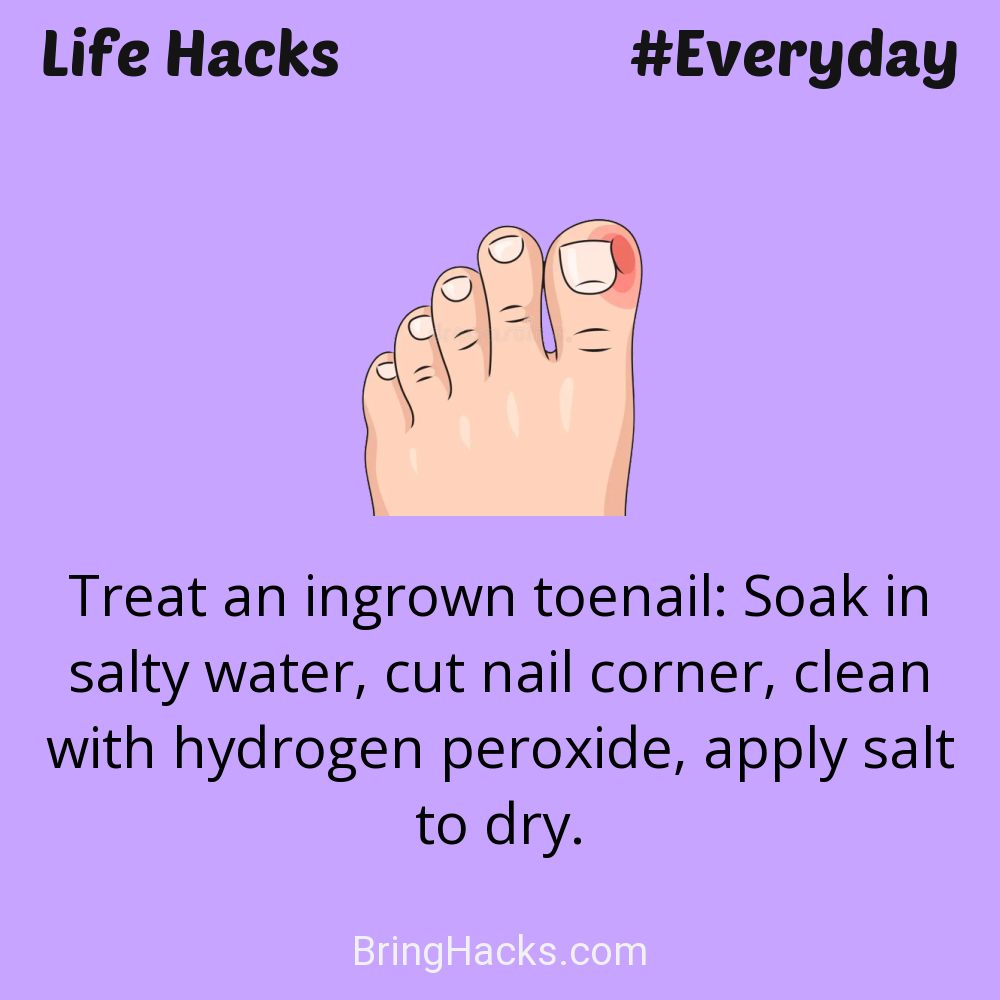 Life Hacks
#Everyday
Treat an ingrown toenail: Soak in
salty water, cut nail corner, clean
with hydrogen peroxide, apply salt
to dry.
BringHacks.com